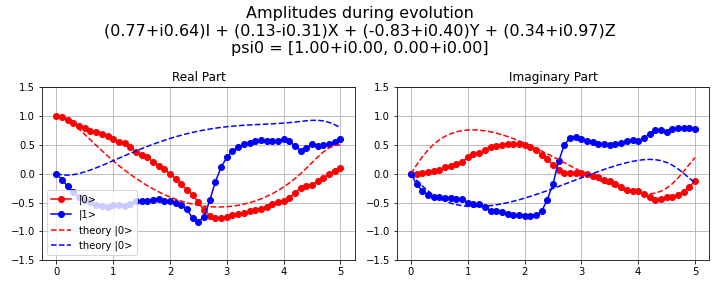 Amplitudes during evolution
(0.77+i0.64)I + (0.13-i0.31)X + (-0.83+i0.40)Y + (0.34+i0.97)Z
psi0 = [1.00+i0.00, 0.00+i0.00]
Real Part
1.5
1.0
0.5
0.0
−0.5
−1.0
−1.5
0 1 2 3 4 5
|0>
|1>
theory |0>
theory |0>
Imaginary Part
1.5
1.0
0.5
0.0
−0.5
−1.0
−1.5
0 1 2 3 4 5